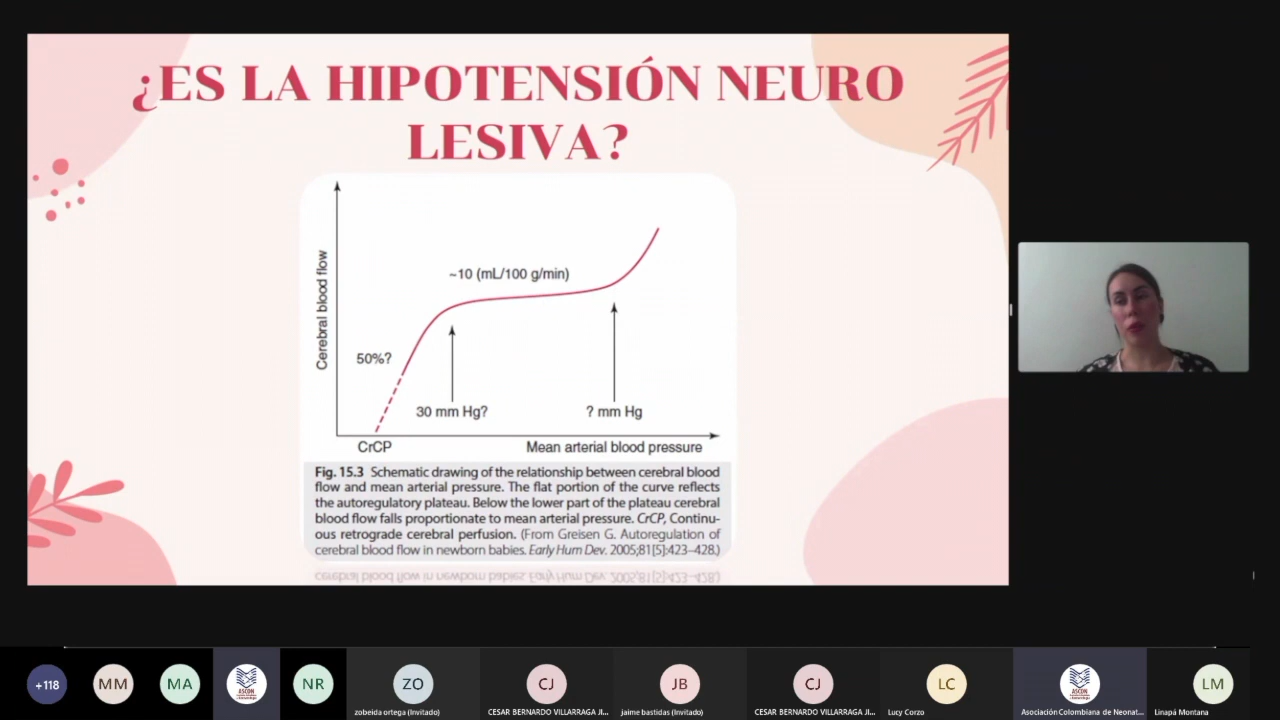 ¿ES LA HIPOTENSIÓN NEURO
LESIVA?
Cerebral blood flow
~10 (mL/100 g/min)
50%?
30 mm Hg?
? mm Hg
CrCP
Mean arterial blood pressure
Fig. 15.3 Schematic drawing of the relationship between cerebral blood
flow and mean arterial pressure. The flat portion of the curve reflects
the autoregulatory plateau. Below the lower part of the plateau cerebral
blood flow falls proportionate to mean arterial pressure. CrCP, Continu-
ous retrograde cerebral perfusion. (From Greisen G. Autoregulation of
cerebral blood flow in newborn babies. Early Hum Dev. 2005;81[5]:423–428.)
+118
MM
MA
ASCON
NR
ZO
CJ
JB
CJ
LC
ASCON
LM
zobeida ortega (Invitado)
CESAR BERNARDO VILLARRAGA JI...
jaime bastidas (Invitado)
CESAR BERNARDO VILLARRAGA JI...
Lucy Corzo
Asociación Colombiana de Neonat...
Linapá Montana